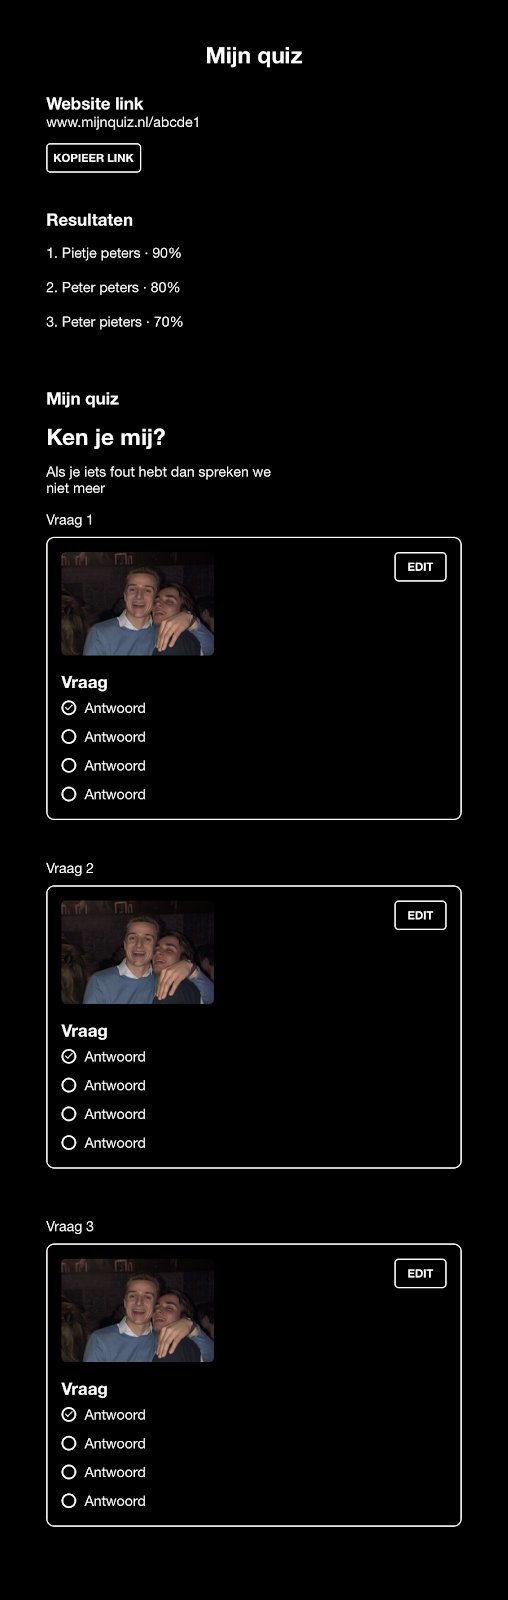 Mijn quiz
Website link
www.mijnquiz.nl/abcde1
KOPIEER LINK
Resultaten
1. Pietje peters · 90%
2. Peter peters · 80%
3. Peter pieters · 70%
Mijn quiz
Ken je mij?
Als je iets fout hebt dan spreken we
niet meer
Vraag 1
EDIT
Vraag
Antwoord
Antwoord
Antwoord
Antwoord
Vraag 2
EDIT
Vraag
Antwoord
Antwoord
Antwoord
Antwoord
Vraag 3
EDIT
Vraag
Antwoord
Antwoord
Antwoord
Antwoord